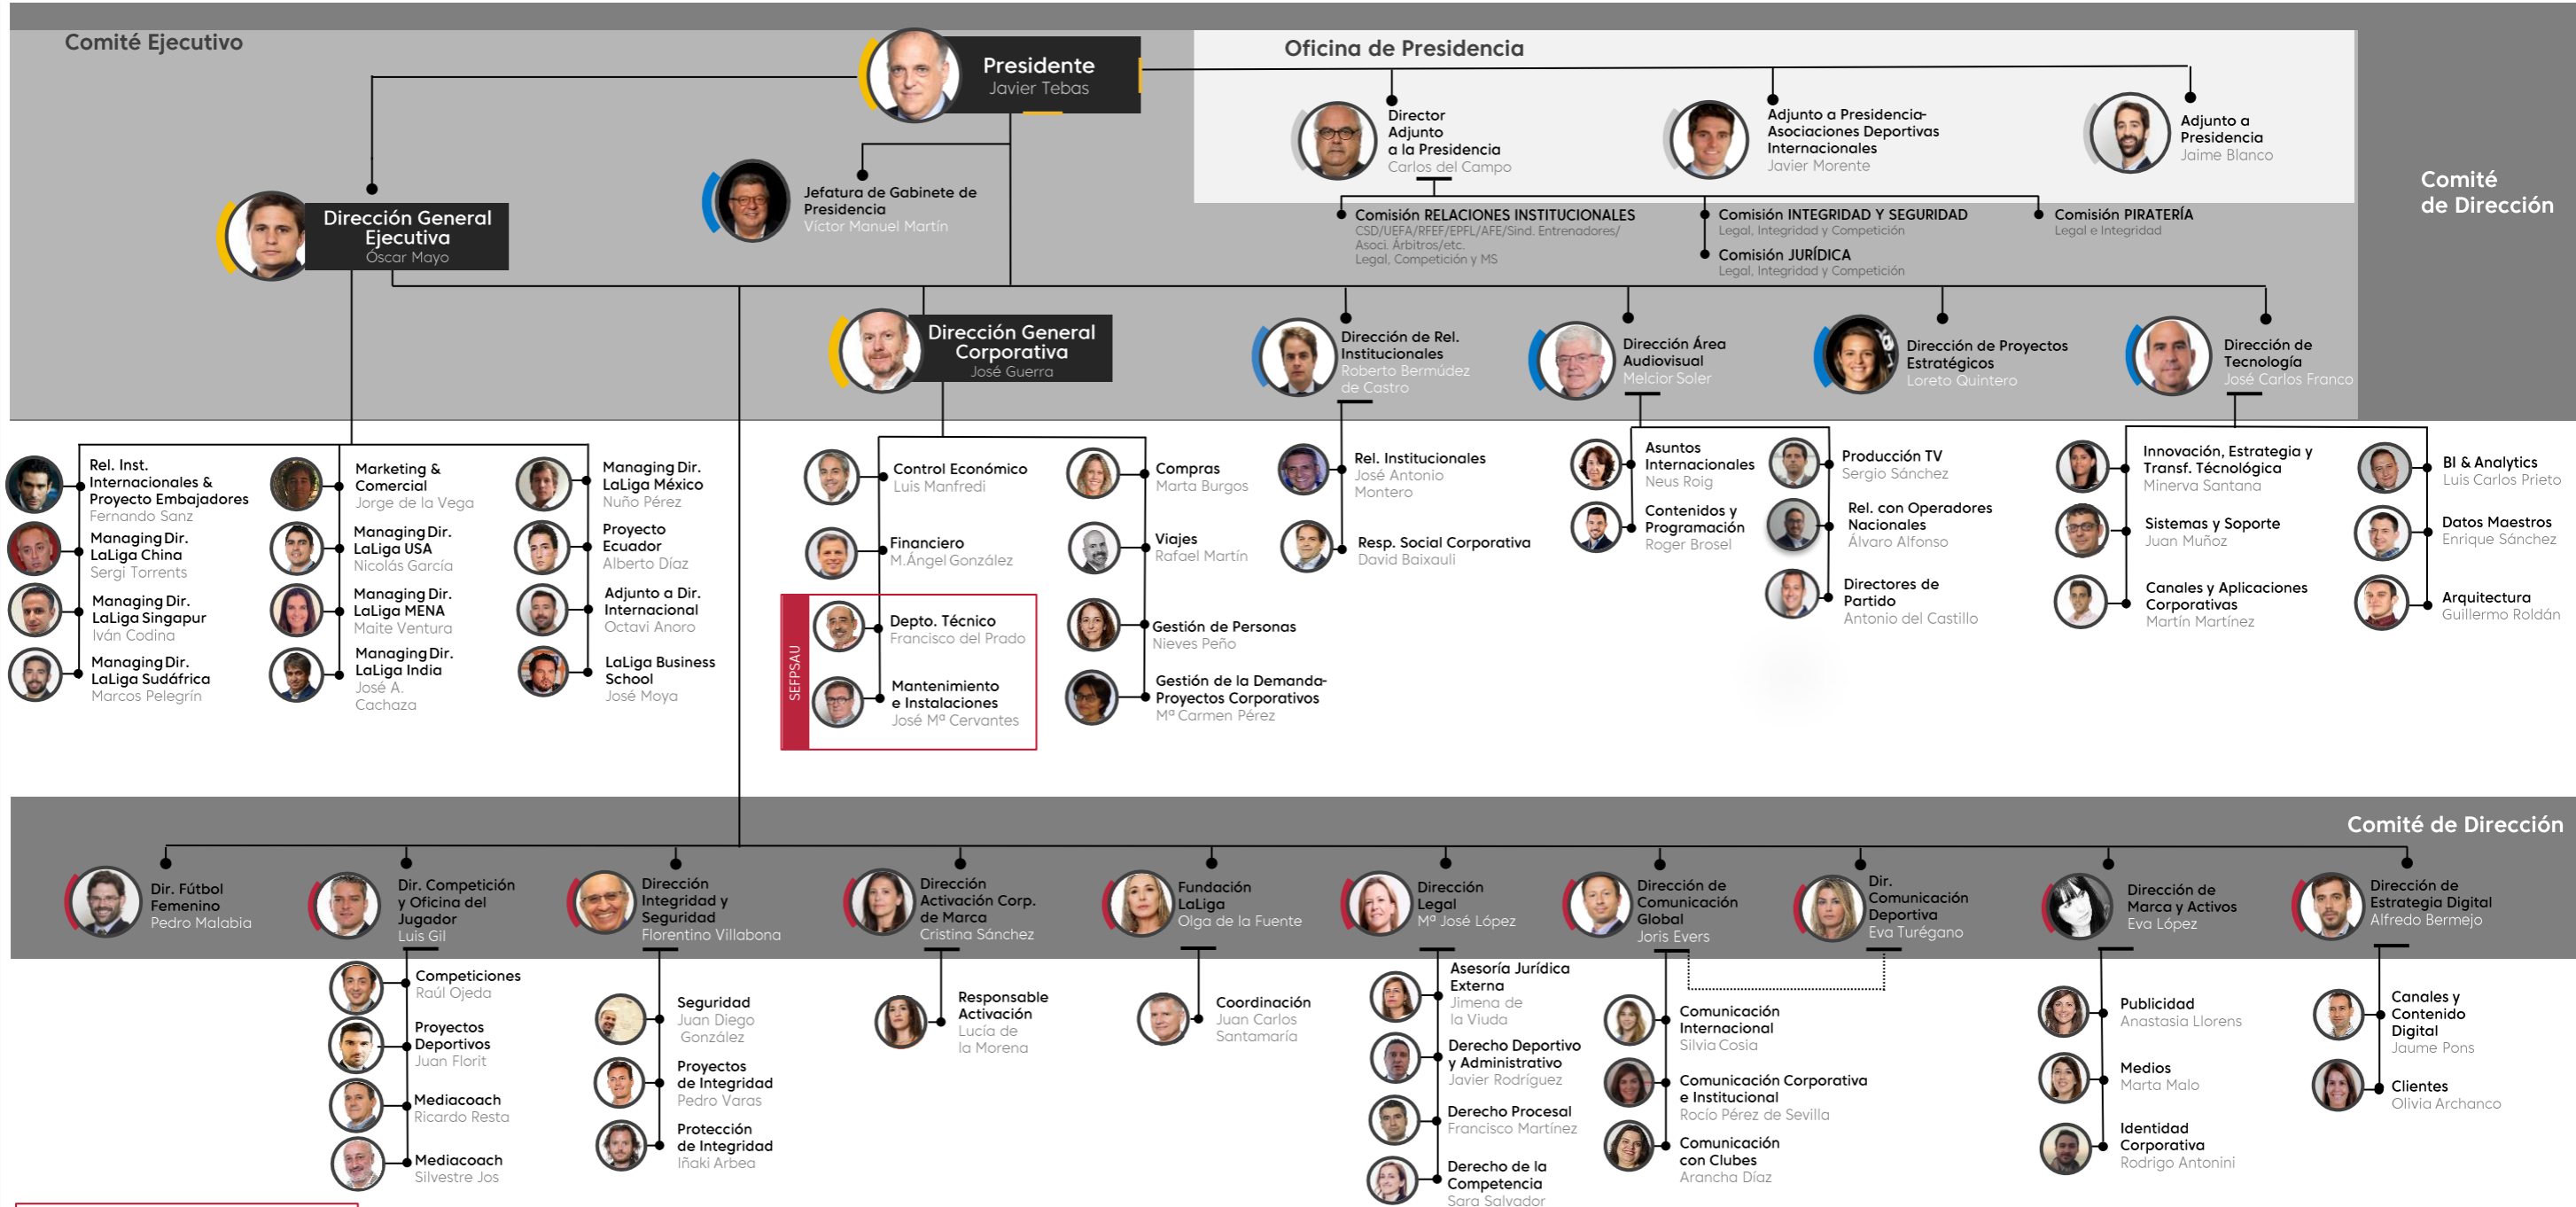 Comité Ejecutivo
Presidente
Javier Tebas
Oficina de Presidencia
Director
Adjunto
a la Presidencia
Carlos del Campo
Adjunto a Presidencia-
Asociaciones Deportivas
Internacionales
Javier Morente
Adjunto a
Presidencia
Jaime Blanco
Comité
de Dirección
Jefatura de Gabinete de
Presidencia
Víctor Manuel Martín
Dirección General
Ejecutiva
Óscar Mayo
Comisión RELACIONES INSTITUCIONALES
CSD/UEFA/RFEF/EPFL/AFE/Sind. Entrenadores/
Asoci. Árbitros/etc.
Legal, Competición y MS
Comisión INTEGRIDAD Y SEGURIDAD
Legal, Integridad y Competición
Comisión JURÍDICA
Legal, Integridad y Competición
Comisión PIRATERÍA
Legal e Integridad
Dirección General
Corporativa
José Guerra
Dirección de Rel.
Institucionales
Roberto Bermúdez
de Castro
Dirección Área
Audiovisual
Melcior Soler
Dirección de Proyectos
Estratégicos
Loreto Quintero
Dirección de
Tecnología
José Carlos Franco
Rel. Inst.
Internacionales &
Proyecto Embajadores
Fernando Sanz
Managing Dir.
LaLiga China
Sergi Torrents
Managing Dir.
LaLiga Singapur
Iván Codina
Managing Dir.
LaLiga Sudáfrica
Marcos Pelegrín
Marketing &
Comercial
Jorge de la Vega
Managing Dir.
LaLiga USA
Nicolás García
Managing Dir.
LaLiga MENA
Maite Ventura
Managing Dir.
LaLiga India
José A.
Cachaza
Managing Dir.
LaLiga México
Nuño Pérez
Proyecto
Ecuador
Alberto Díaz
Adjunto a Dir.
Internacional
Octavi Anoro
LaLiga Business
School
José Moya
Control Económico
Luis Manfredi
Financiero
M.Ángel González
SEFPSAU
Depto. Técnico
Francisco del Prado
Mantenimiento
e Instalaciones
José Mª Cervantes
Compras
Marta Burgos
Viajes
Rafael Martín
Gestión de Personas
Nieves Peño
Gestión de la Demanda-
Proyectos Corporativos
Mª Carmen Pérez
Rel. Institucionales
José Antonio
Montero
Resp. Social Corporativa
David Baixauli
Asuntos
Internacionales
Neus Roig
Contenidos y
Programación
Roger Brosel
Producción TV
Sergio Sánchez
Rel. con Operadores
Nacionales
Álvaro Alfonso
Directores de
Partido
Antonio del Castillo
Innovación, Estrategia y
Transf. Técnológica
Minerva Santana
Sistemas y Soporte
Juan Muñoz
Canales y Aplicaciones
Corporativas
Martín Martínez
BI & Analytics
Luis Carlos Prieto
Datos Maestros
Enrique Sánchez
Arquitectura
Guillermo Roldán
Comité de Dirección
Dir. Fútbol
Femenino
Pedro Malabia
Dir. Competición
y Oficina del
Jugador
Luis Gil
Dirección
Integridad y
Seguridad
Florentino Villabona
Dirección
Activación Corp.
de Marca
Cristina Sánchez
Fundación
LaLiga
Olga de la Fuente
Dirección
Legal
Mª José López
Dirección de
Comunicación
Global
Joris Evers
Dir.
Comunicación
Deportiva
Eva Turégano
Dirección de
Marca y Activos
Eva López
Dirección de
Estrategia Digital
Alfredo Bermejo
Competiciones
Raúl Ojeda
Proyectos
Deportivos
Juan Florit
Mediacoach
Ricardo Resta
Mediacoach
Silvestre Jos
Seguridad
Juan Diego
González
Proyectos
de Integridad
Pedro Varas
Protección
de Integridad
Iñaki Arbea
Responsable
Activación
Lucía de
la Morena
Coordinación
Juan Carlos
Santamaría
Asesoría Jurídica
Externa
Jimena de
la Viuda
Derecho Deportivo
y Administrativo
Javier Rodríguez
Derecho Procesal
Francisco Martínez
Derecho de la
Competencia
Sara Salvador
Comunicación
Internacional
Silvia Cosia
Comunicación Corporativa
e Institucional
Rocío Pérez de Sevilla
Comunicación
con Clubes
Arancha Díaz
Publicidad
Anastasia Llorens
Medios
Marta Malo
Identidad
Corporativa
Rodrigo Antonini
Canales y
Contenido
Digital
Jaume Pons
Clientes
Olivia Archanco